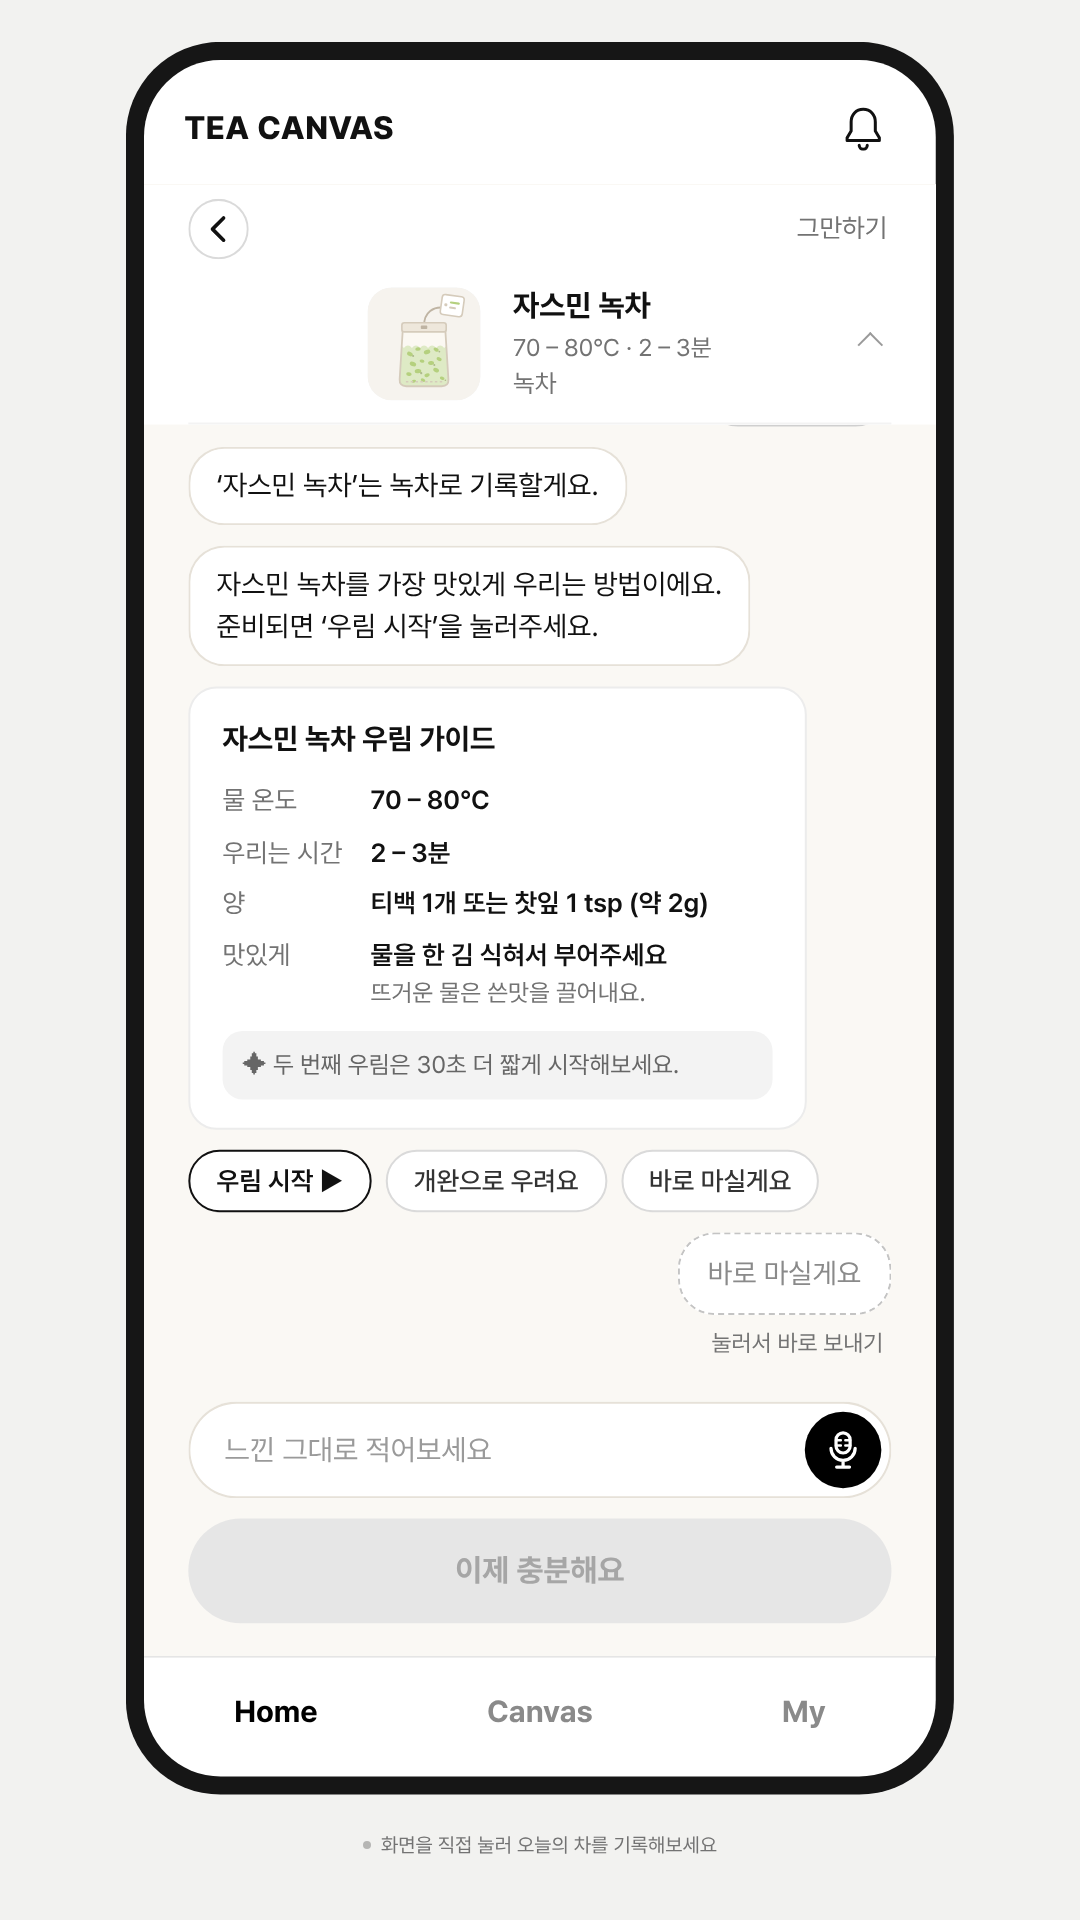 TEA CANVAS
그만하기
자스민 녹차
70 – 80°C · 2 – 3분
녹차
‘자스민 녹차’는 녹차로 기록할게요.
자스민 녹차를 가장 맛있게 우리는 방법이에요.
준비되면 ‘우림 시작’을 눌러주세요.
자스민 녹차 우림 가이드
물 온도 70 – 80°C
우리는 시간 2 – 3분
양 티백 1개 또는 찻잎 1 tsp (약 2g)
맛있게 물을 한 김 식혀서 부어주세요
뜨거운 물은 쓴맛을 끌어내요.
두 번째 우림은 30초 더 짧게 시작해보세요.
우림 시작 ▶ 개완으로 우려요 바로 마실게요
바로 마실게요
눌러서 바로 보내기
느낀 그대로 적어보세요
이제 충분해요
Home Canvas My
화면을 직접 눌러 오늘의 차를 기록해보세요